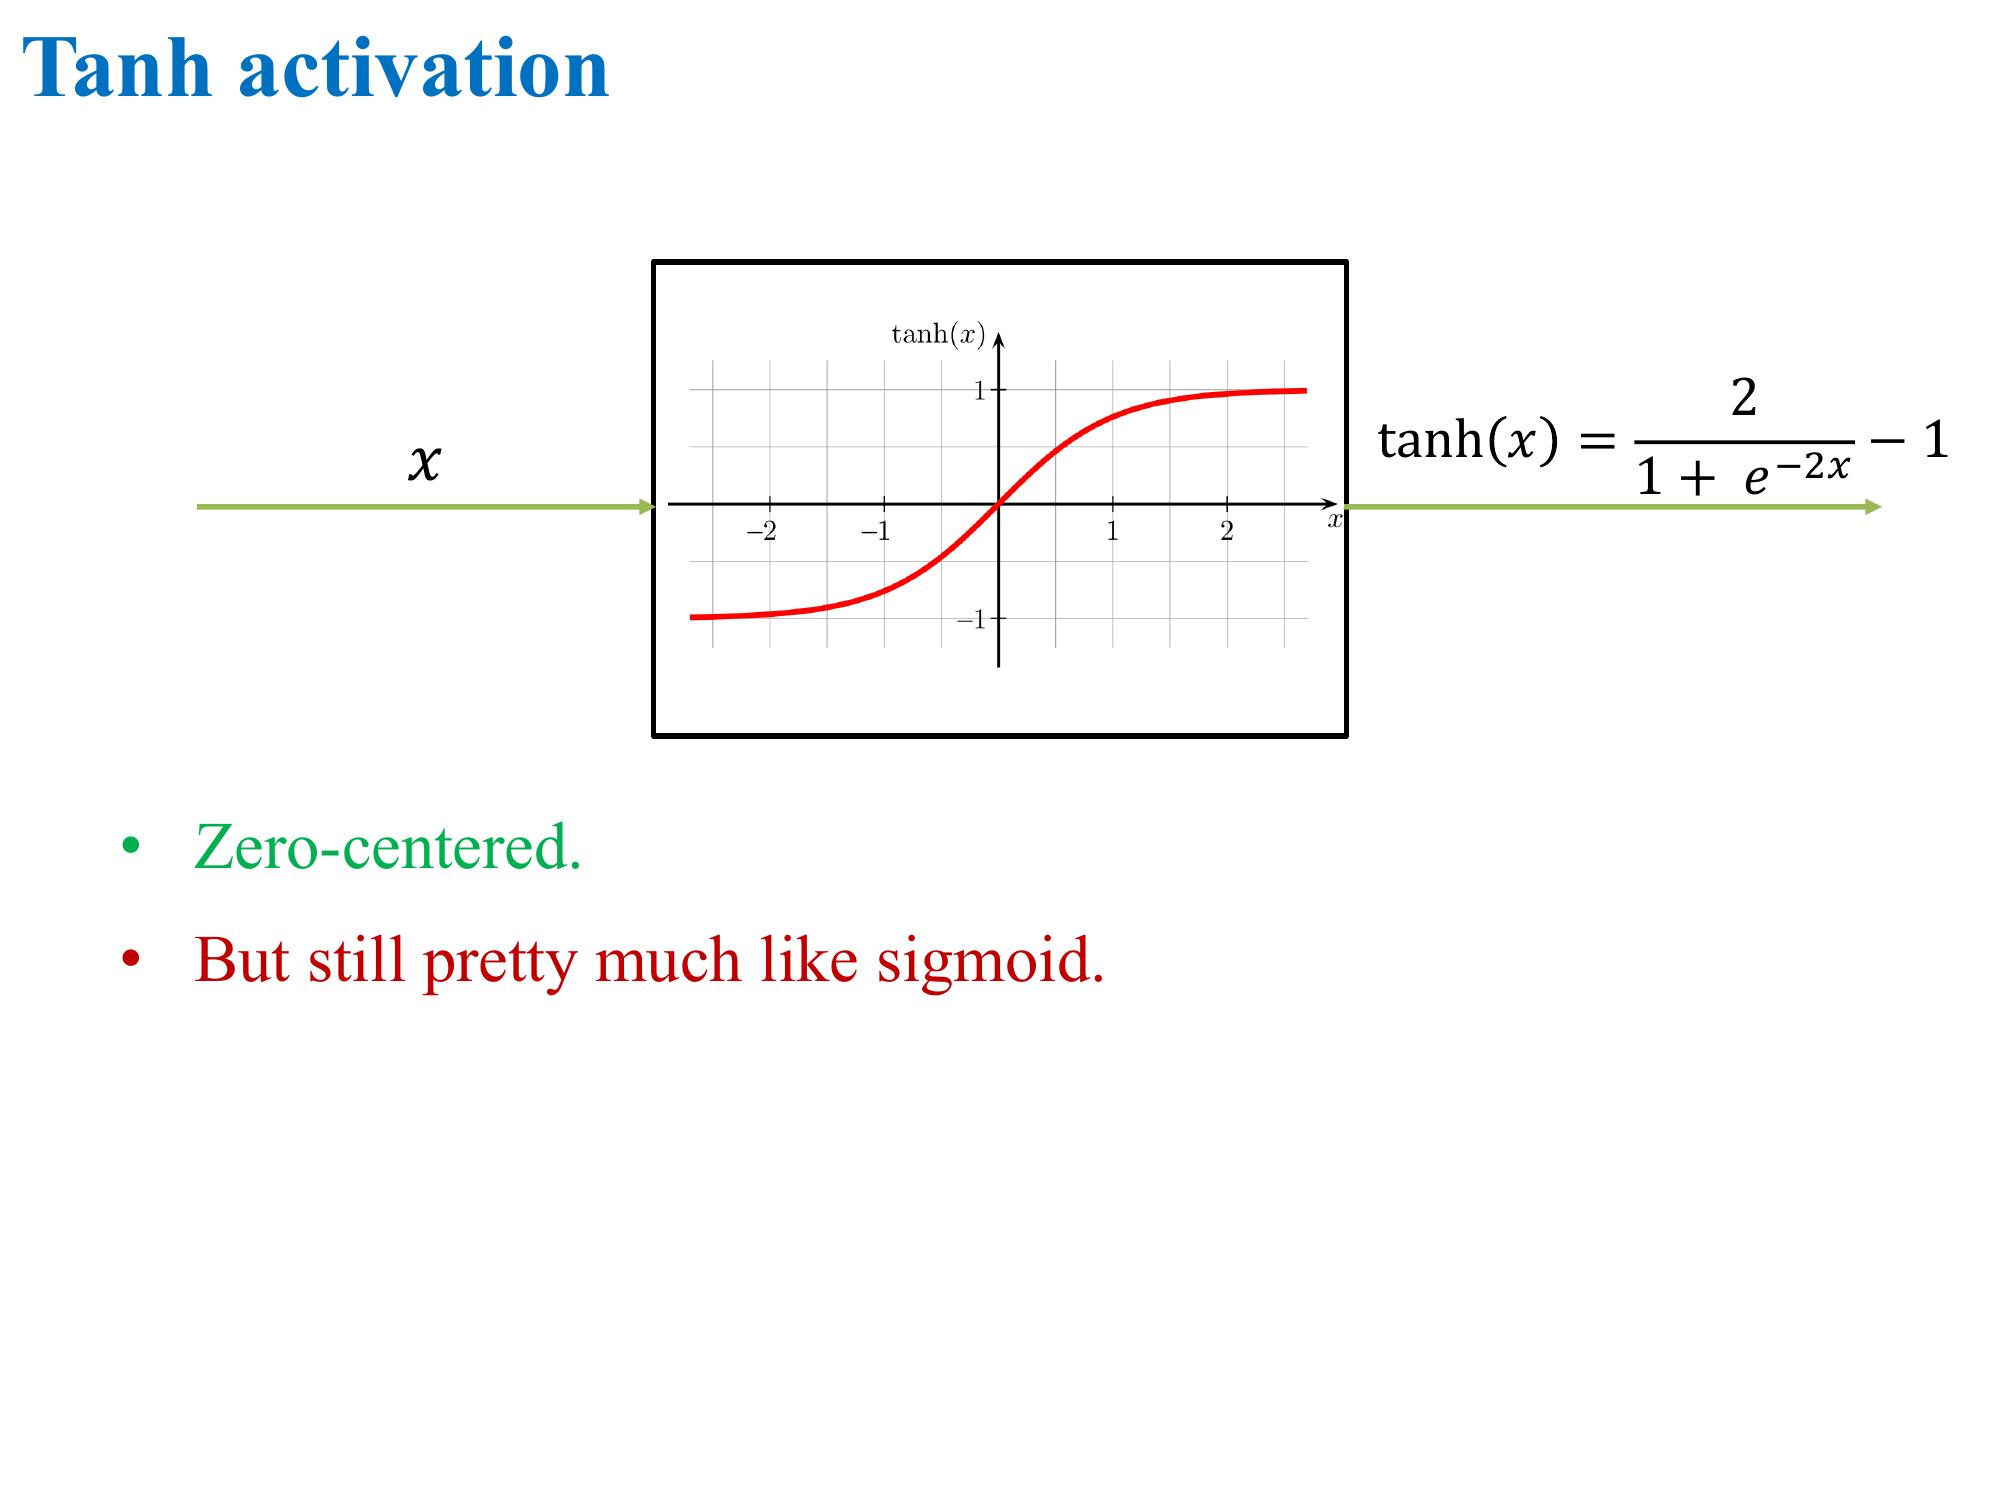 Tanh activation
tanh(x)
1
x
tanh(x) = 2 / (1 + e^{−2x}) − 1
−2 −1 1 2 x
−1
• Zero-centered.
• But still pretty much like sigmoid.